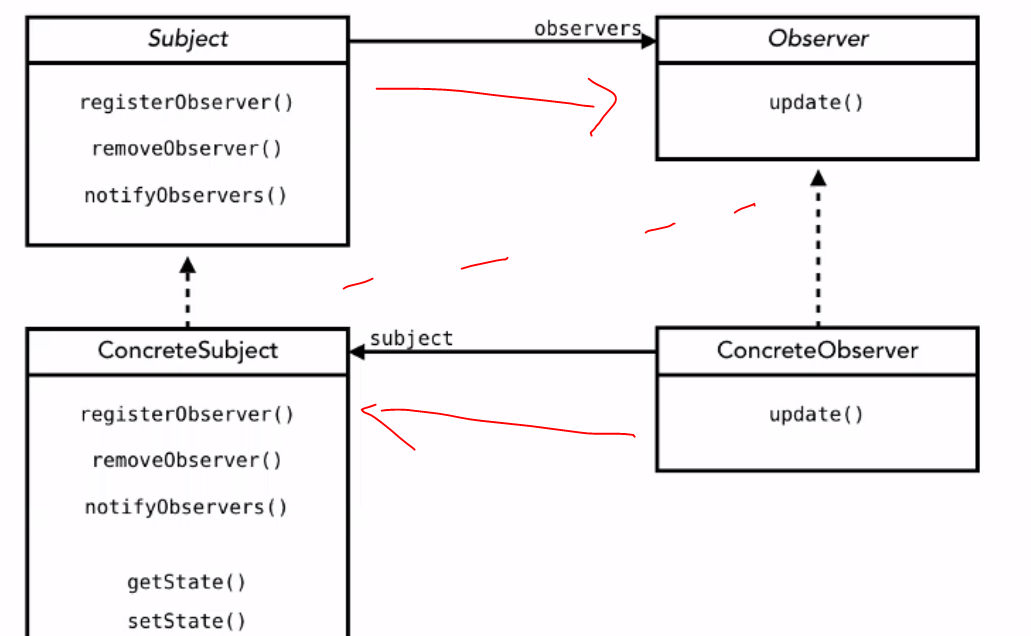 Subject
registerObserver()
removeObserver()
notifyObservers()
observers
Observer
update()
ConcreteSubject
registerObserver()
removeObserver()
notifyObservers()
getState()
setState()
subject
ConcreteObserver
update()